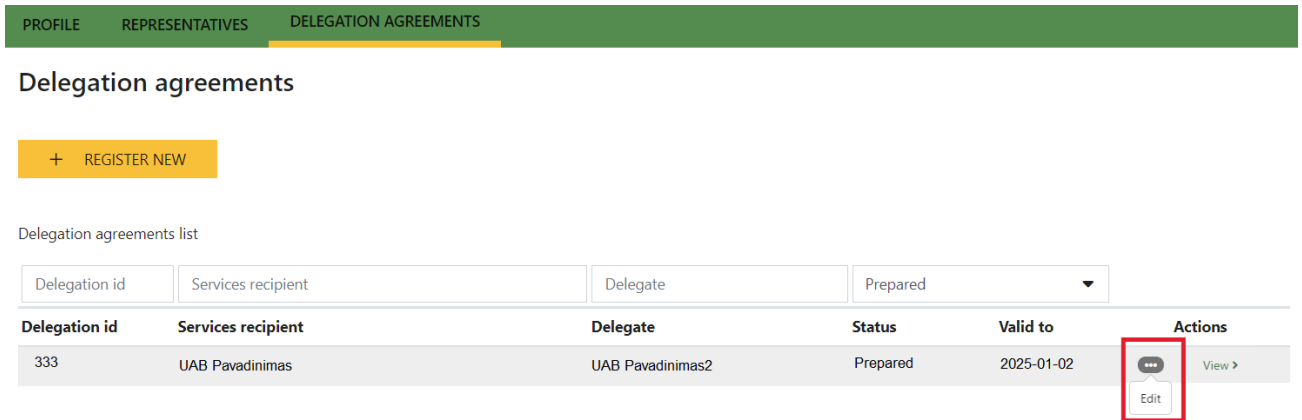 PROFILE REPRESENTATIVES DELEGATION AGREEMENTS
Delegation agreements
+ REGISTER NEW
Delegation agreements list
Delegation id Services recipient Delegate Prepared
Delegation id Services recipient Delegate Status Valid to Actions
333 UAB Pavadinimas UAB Pavadinimas2 Prepared 2025-01-02 View >
Edit